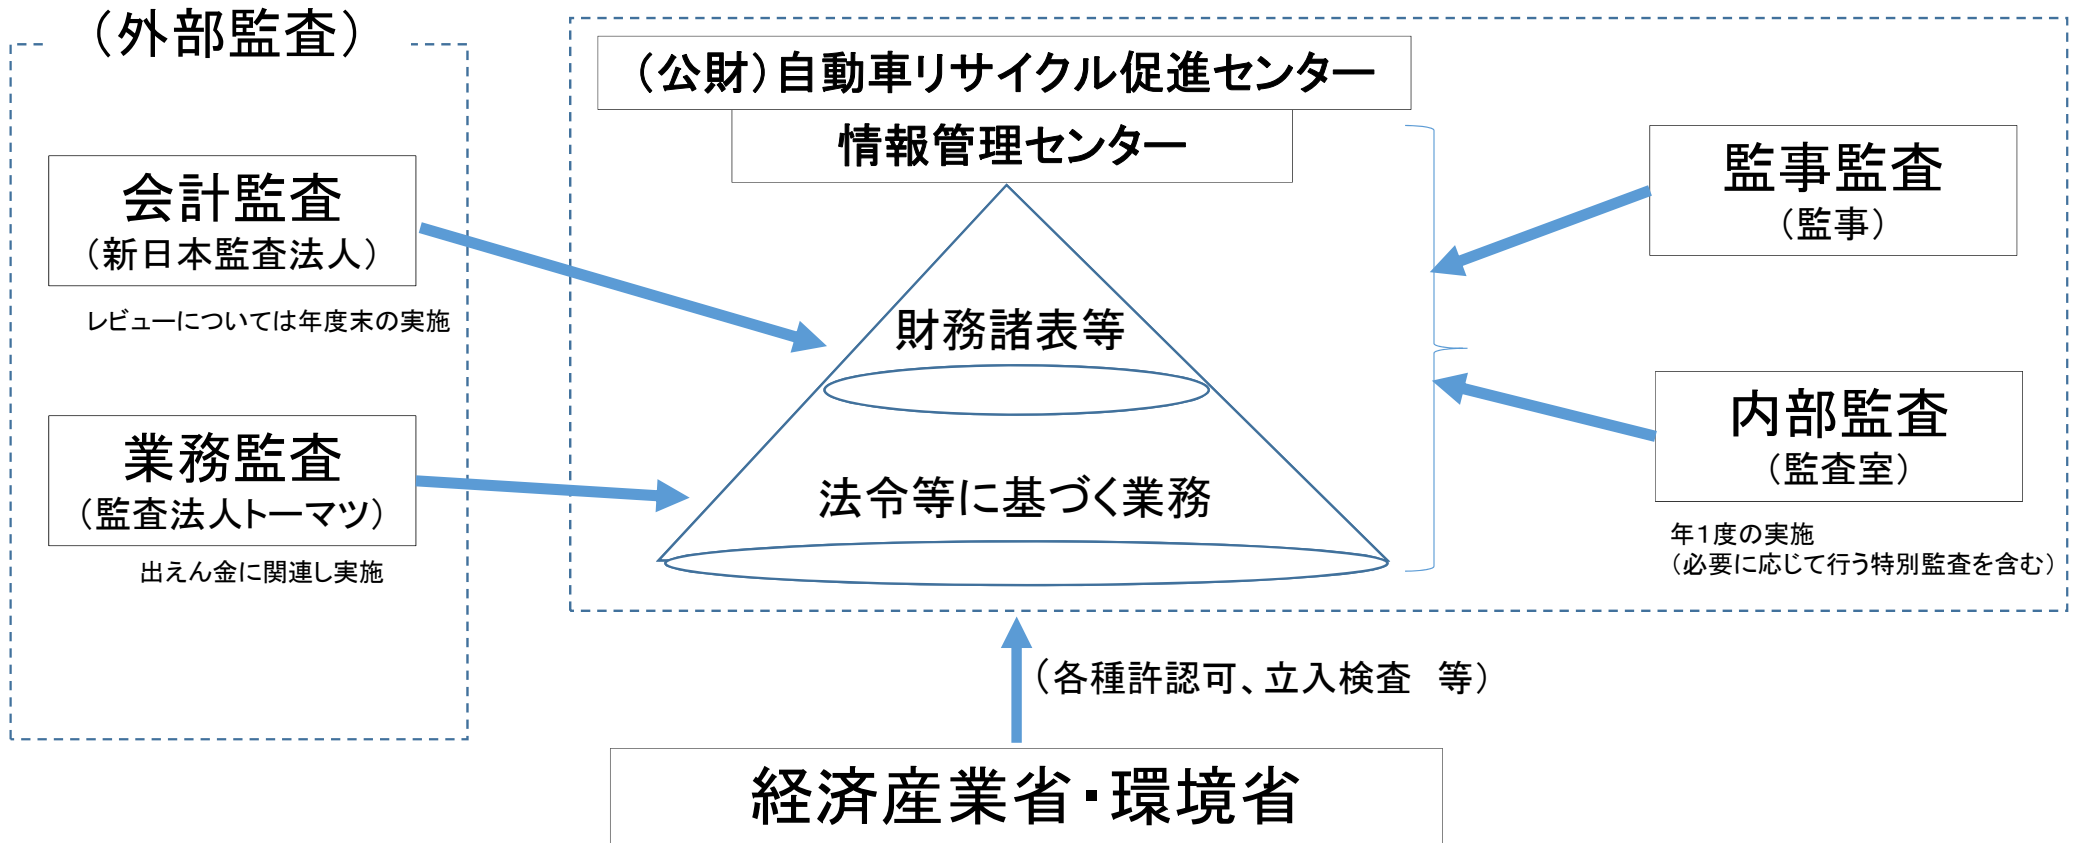 （外部監査）
会計監査
（新日本監査法人）
レビューについては年度末の実施
業務監査
（監査法人トーマツ）
出えん金に関連し実施
（公財）自動車リサイクル促進センター
情報管理センター
財務諸表等
法令等に基づく業務
監事監査
（監事）
内部監査
（監査室）
年１度の実施
（必要に応じて行う特別監査を含む）
（各種許認可、立入検査　等）
経済産業省・環境省